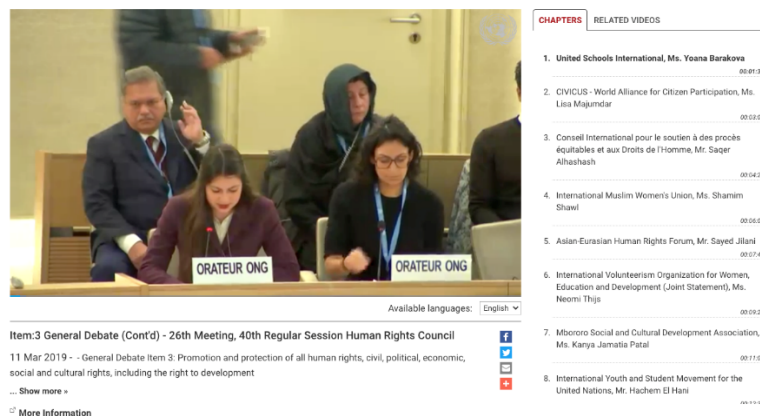 ORATEUR ONG
ORATEUR ONG
Available languages: English
Item:3 General Debate (Cont'd) - 26th Meeting, 40th Regular Session Human Rights Council
11 Mar 2019 - - General Debate Item 3: Promotion and protection of all human rights, civil, political, economic,
social and cultural rights, including the right to development
... Show more »
More Information
CHAPTERS
RELATED VIDEOS
1. United Schools International, Ms. Yoana Barakova
2. CIVICUS - World Alliance for Citizen Participation, Ms.
Lisa Majumdar
3. Conseil International pour le soutien à des procès
équitables et aux Droits de l'Homme, Mr. Saqer
Alhashash
4. International Muslim Women's Union, Ms. Shamim
Shawl
5. Asian-Eurasian Human Rights Forum, Mr. Sayed Jilani
6. International Volunteerism Organization for Women,
Education and Development (Joint Statement), Ms.
Neomi Thijs
7. Mbororo Social and Cultural Development Association,
Ms. Kanya Jamatia Patal
8. International Youth and Student Movement for the
United Nations, Mr. Hachem El Hani